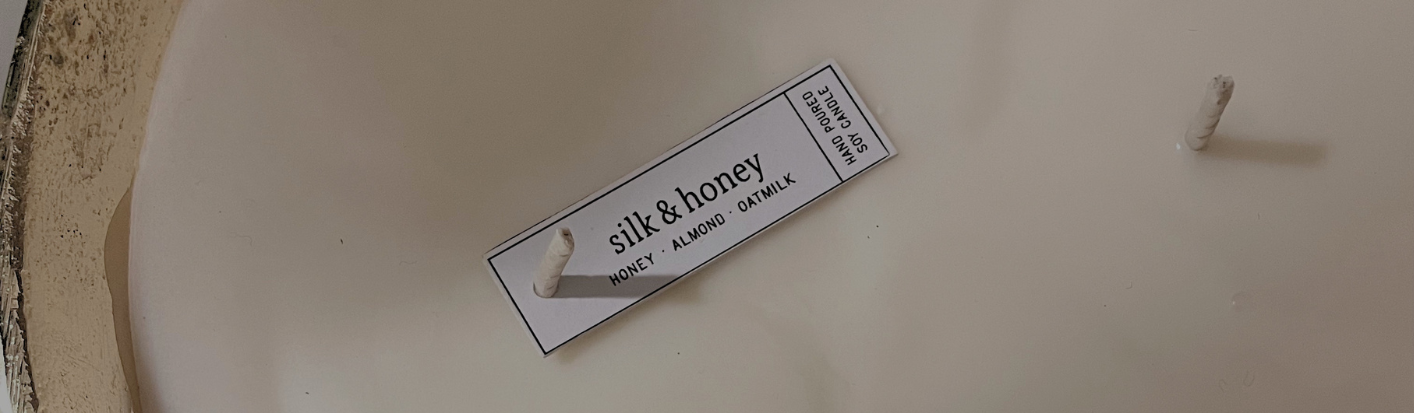 silk & honey
HONEY · ALMOND · OATMILK
HAND POURED
SOY CANDLE